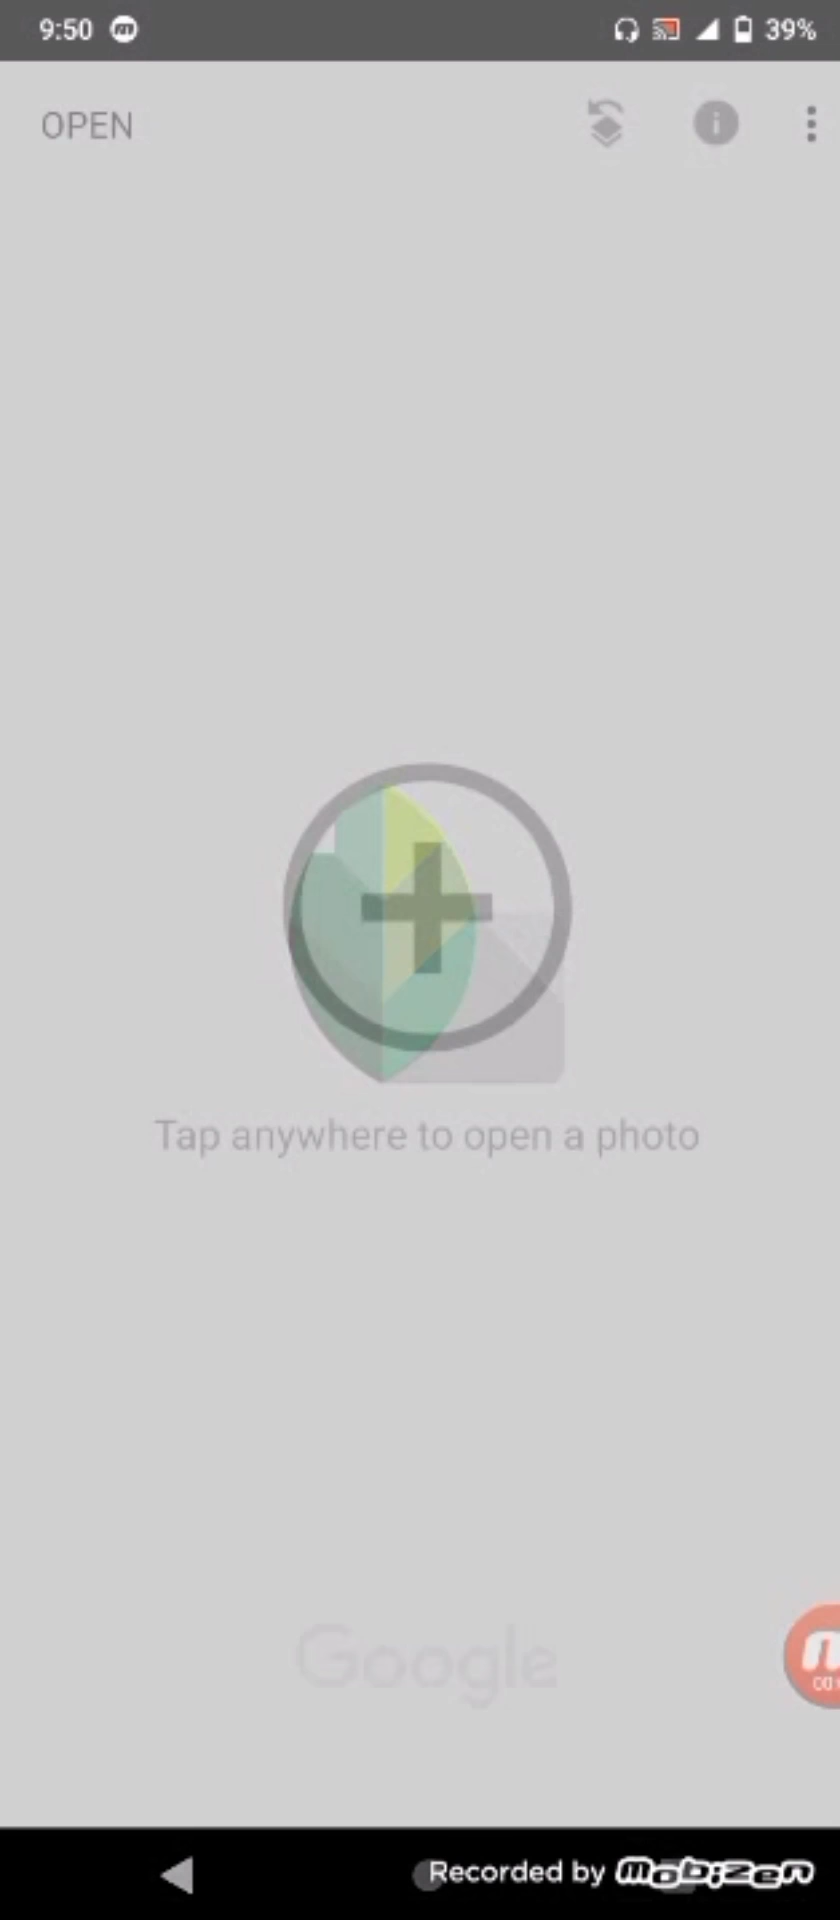 9:50
39%
OPEN
Tap anywhere to open a photo
Google
Recorded by mobizen